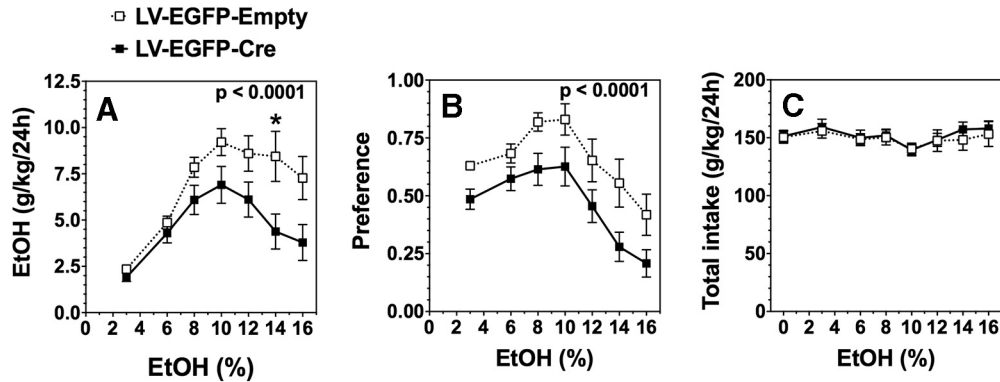 LV-EGFP-Empty
LV-EGFP-Cre
A
p < 0.0001
*
EtOH (g/kg/24h)
12.5
10.0
7.5
5.0
2.5
0.0
0 2 4 6 8 10 12 14 16
EtOH (%)
B
p < 0.0001
Preference
1.00
0.75
0.50
0.25
0.00
0 2 4 6 8 10 12 14 16
EtOH (%)
C
Total intake (g/kg/24h)
200
150
100
50
0
0 2 4 6 8 10 12 14 16
EtOH (%)